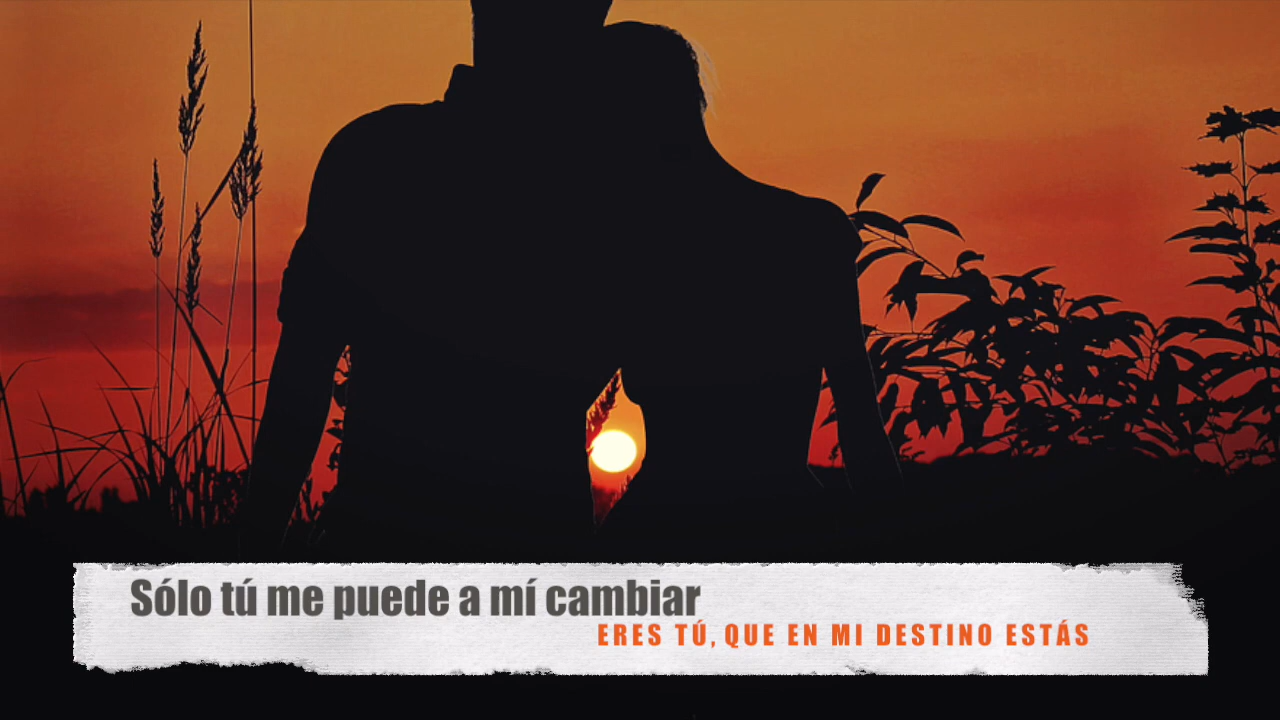 Sólo tú me puede a mí cambiar
ERES TÚ, QUE EN MI DESTINO ESTÁS